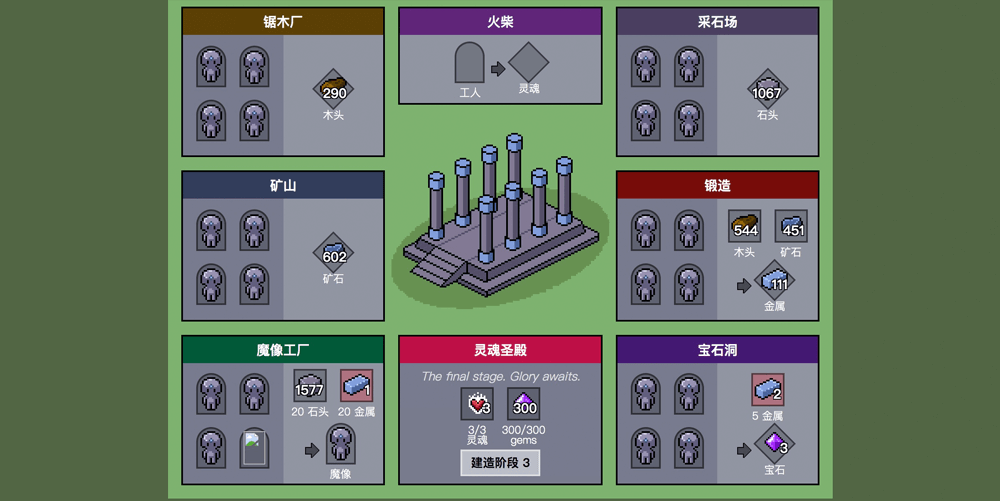 锯木厂
290
木头
火柴
工人
灵魂
采石场
1067
石头
矿山
602
矿石
锻造
544
451
木头
矿石
111
金属
魔像工厂
1577
1
20 石头
20 金属
魔像
灵魂圣殿
The final stage. Glory awaits.
3
300
3/3
灵魂
300/300
gems
建造阶段 3
宝石洞
2
5 金属
3
宝石